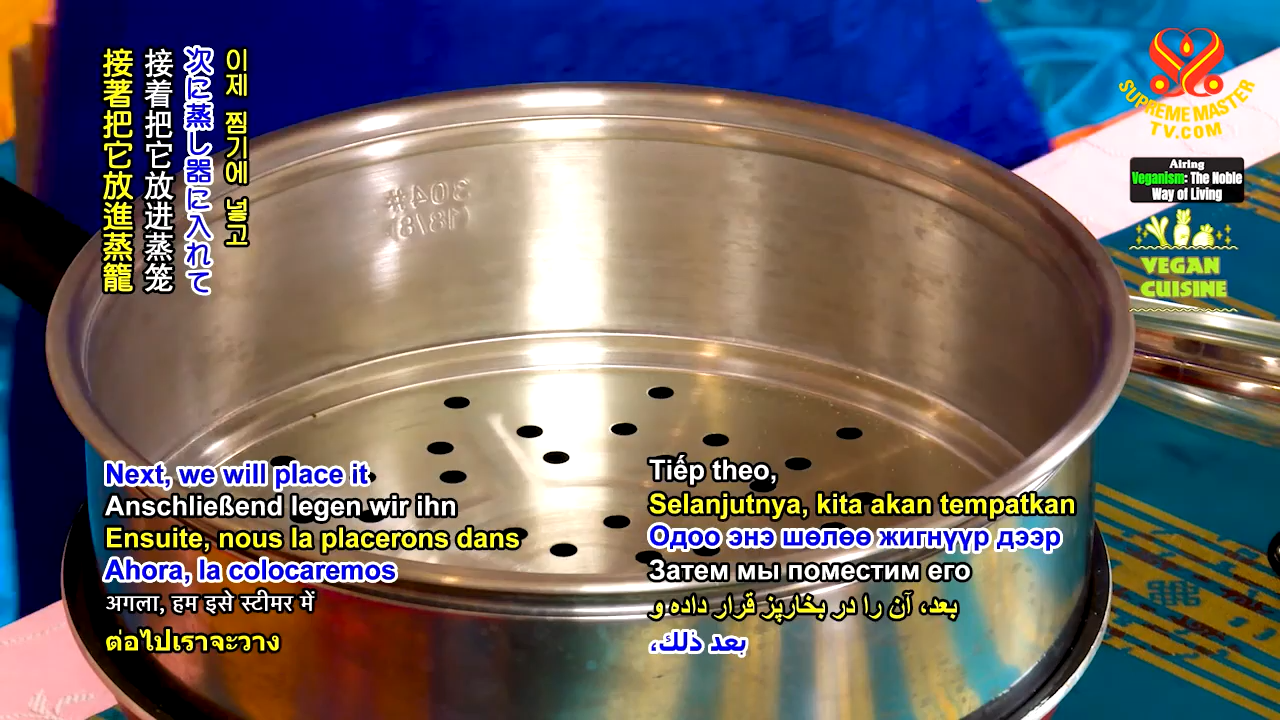 接著把它放進蒸籠
接着把它放进蒸笼
次に蒸し器に入れて
이제 찜기에 넣고
SUPREME MASTER
TV.COM
Airing
Veganism: The Noble
Way of Living
VEGAN
CUISINE
304#
(18/8)
Next, we will place it
Anschließend legen wir ihn
Ensuite, nous la placerons dans
Ahora, la colocaremos
अगला, हम इसे स्टीमर में
ต่อไปเราจะวาง
Tiếp theo,
Selanjutnya, kita akan tempatkan
Одоо энэ шөлөө жигнүүр дээр
Затем мы поместим его
بعد، آن را در بخارپز قرار داده و
بعد ذلك،